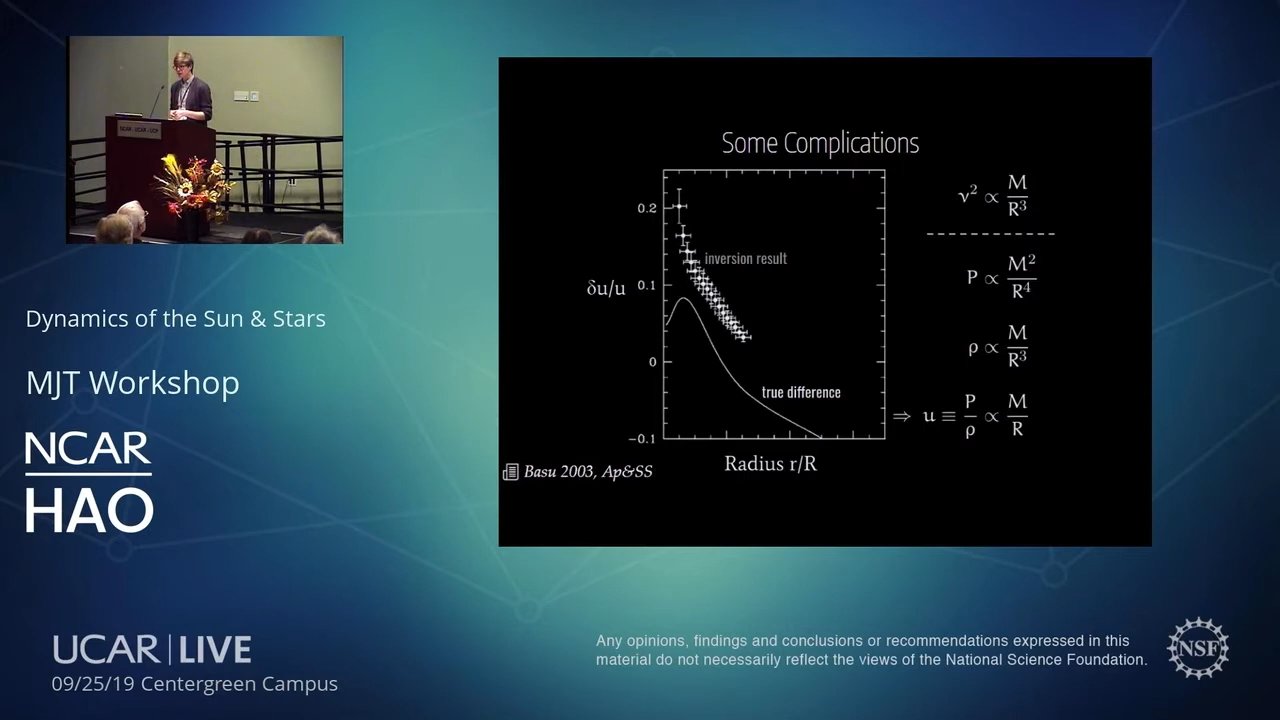 NCAR · UCAR · UCP
Dynamics of the Sun & Stars
MJT Workshop
NCAR
HAO
UCAR | LIVE
09/25/19 Centergreen Campus
Some Complications
0.2
0.1
0
−0.1
δu/u
inversion result
true difference
Radius r/R
Basu 2003, Ap&SS
ν² ∝ M/R³
P ∝ M²/R⁴
ρ ∝ M/R³
⇒ u ≡ P/ρ ∝ M/R
Any opinions, findings and conclusions or recommendations expressed in this
material do not necessarily reflect the views of the National Science Foundation.
NSF